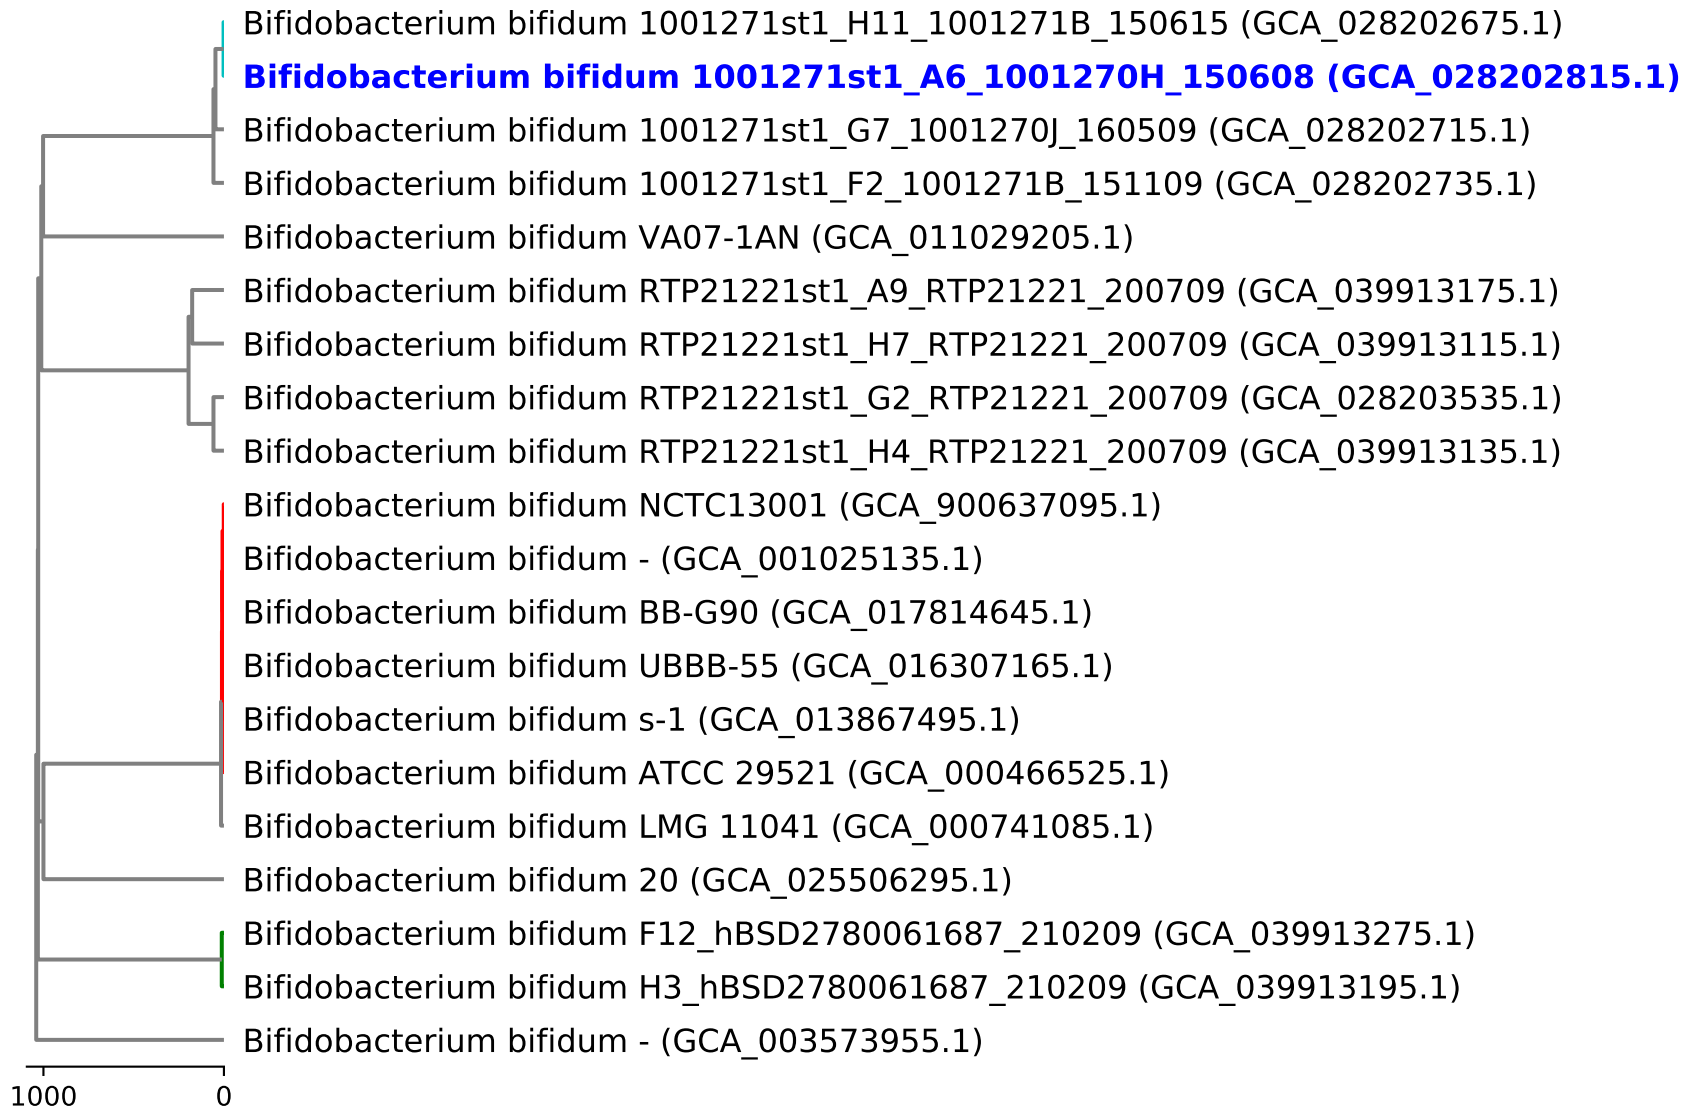 Bifidobacterium bifidum 1001271st1_H11_1001271B_150615 (GCA_028202675.1)
Bifidobacterium bifidum 1001271st1_A6_1001270H_150608 (GCA_028202815.1)
Bifidobacterium bifidum 1001271st1_G7_1001270J_160509 (GCA_028202715.1)
Bifidobacterium bifidum 1001271st1_F2_1001271B_151109 (GCA_028202735.1)
Bifidobacterium bifidum VA07-1AN (GCA_011029205.1)
Bifidobacterium bifidum RTP21221st1_A9_RTP21221_200709 (GCA_039913175.1)
Bifidobacterium bifidum RTP21221st1_H7_RTP21221_200709 (GCA_039913115.1)
Bifidobacterium bifidum RTP21221st1_G2_RTP21221_200709 (GCA_028203535.1)
Bifidobacterium bifidum RTP21221st1_H4_RTP21221_200709 (GCA_039913135.1)
Bifidobacterium bifidum NCTC13001 (GCA_900637095.1)
Bifidobacterium bifidum - (GCA_001025135.1)
Bifidobacterium bifidum BB-G90 (GCA_017814645.1)
Bifidobacterium bifidum UBBB-55 (GCA_016307165.1)
Bifidobacterium bifidum s-1 (GCA_013867495.1)
Bifidobacterium bifidum ATCC 29521 (GCA_000466525.1)
Bifidobacterium bifidum LMG 11041 (GCA_000741085.1)
Bifidobacterium bifidum 20 (GCA_025506295.1)
Bifidobacterium bifidum F12_hBSD2780061687_210209 (GCA_039913275.1)
Bifidobacterium bifidum H3_hBSD2780061687_210209 (GCA_039913195.1)
Bifidobacterium bifidum - (GCA_003573955.1)
1000 0